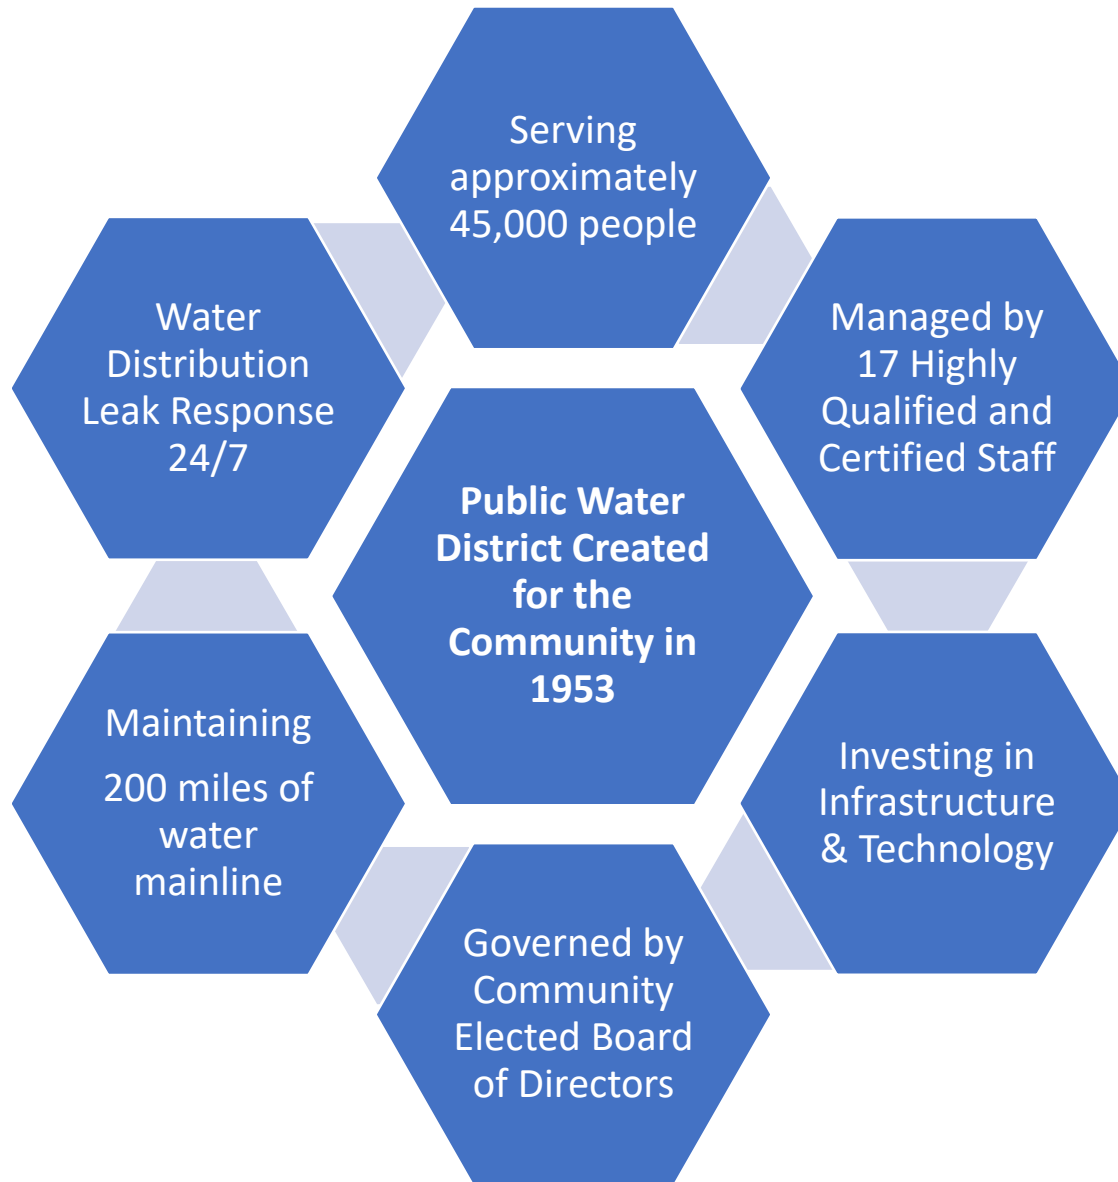 Serving
approximately
45,000 people
Managed by
17 Highly
Qualified and
Certified Staff
Investing in
Infrastructure
& Technology
Governed by
Community
Elected Board
of Directors
Maintaining
200 miles of
water
mainline
Water
Distribution
Leak Response
24/7
Public Water
District Created
for the
Community in
1953